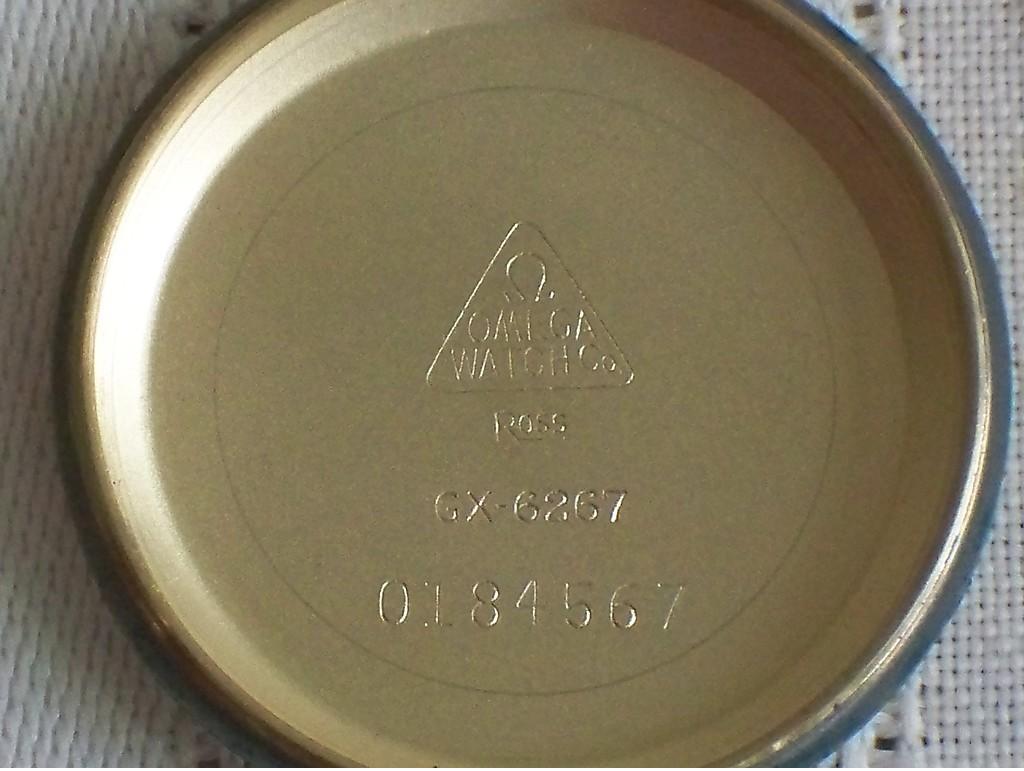 Ω
OMEGA
WATCH Co
ROSS
GX-6267
0184567